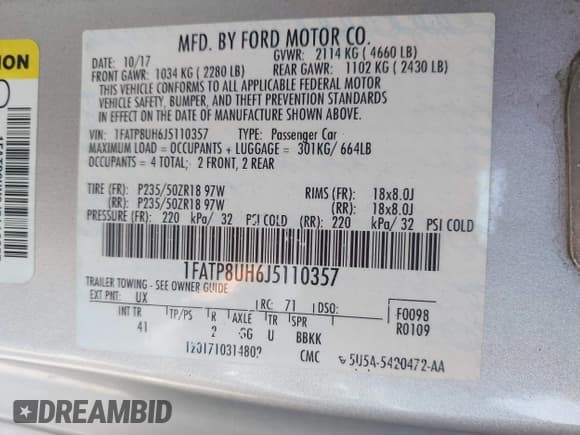 MFD. BY FORD MOTOR CO.
DATE: 10/17 GVWR: 2114 KG ( 4660 LB)
FRONT GAWR: 1034 KG ( 2280 LB) REAR GAWR: 1102 KG ( 2430 LB)
THIS VEHICLE CONFORMS TO ALL APPLICABLE FEDERAL MOTOR
VEHICLE SAFETY, BUMPER, AND THEFT PREVENTION STANDARDS
IN EFFECT ON THE DATE OF MANUFACTURE SHOWN ABOVE.
VIN: 1FATP8UH6J5110357 TYPE: Passenger Car
MAXIMUM LOAD = OCCUPANTS + LUGGAGE = 301KG/ 664LB
OCCUPANTS = 4 TOTAL: 2 FRONT, 2 REAR
TIRE (FR): P235/50ZR18 97W RIMS (FR): 18x8.0J
(RR): P235/50ZR18 97W (RR): 18x8.0J
PRESSURE (FR): 220 kPa/ 32 PSI COLD (RR): 220 kPa/ 32 PSI COLD
1FATP8UH6J5110357
TRAILER TOWING - SEE OWNER GUIDE
EXT PNT: UX RC: 71 DSO: F0098
INT TR TP/PS R AXLE TR SPR R0109
41 2 GG U BBKK
1201710314802 CMC 5U5A-5420472-AA
DREAMBID